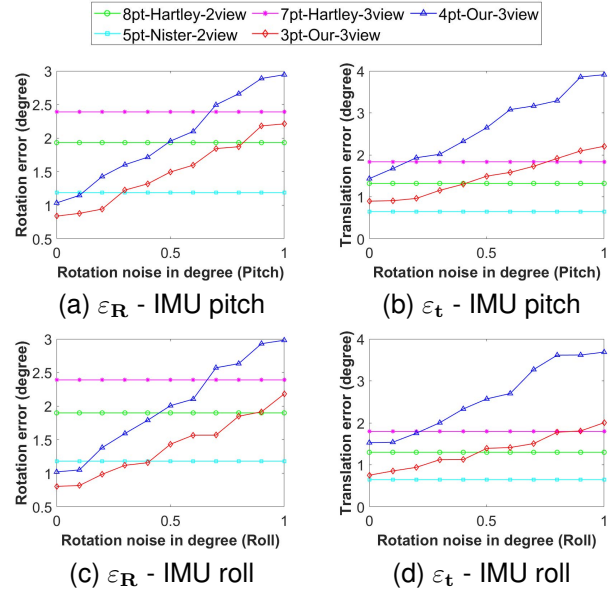 8pt-Hartley-2view 7pt-Hartley-3view 4pt-Our-3view
5pt-Nister-2view 3pt-Our-3view
3
2.5
2
1.5
1
0.5
0 0.5 1
Rotation error (degree)
Rotation noise in degree (Pitch)
(a) ε_R - IMU pitch
4
3
2
1
0
0 0.5 1
Translation error (degree)
Rotation noise in degree (Pitch)
(b) ε_t - IMU pitch
3
2.5
2
1.5
1
0.5
0 0.5 1
Rotation error (degree)
Rotation noise in degree (Roll)
(c) ε_R - IMU roll
4
3
2
1
0
0 0.5 1
Translation error (degree)
Rotation noise in degree (Roll)
(d) ε_t - IMU roll